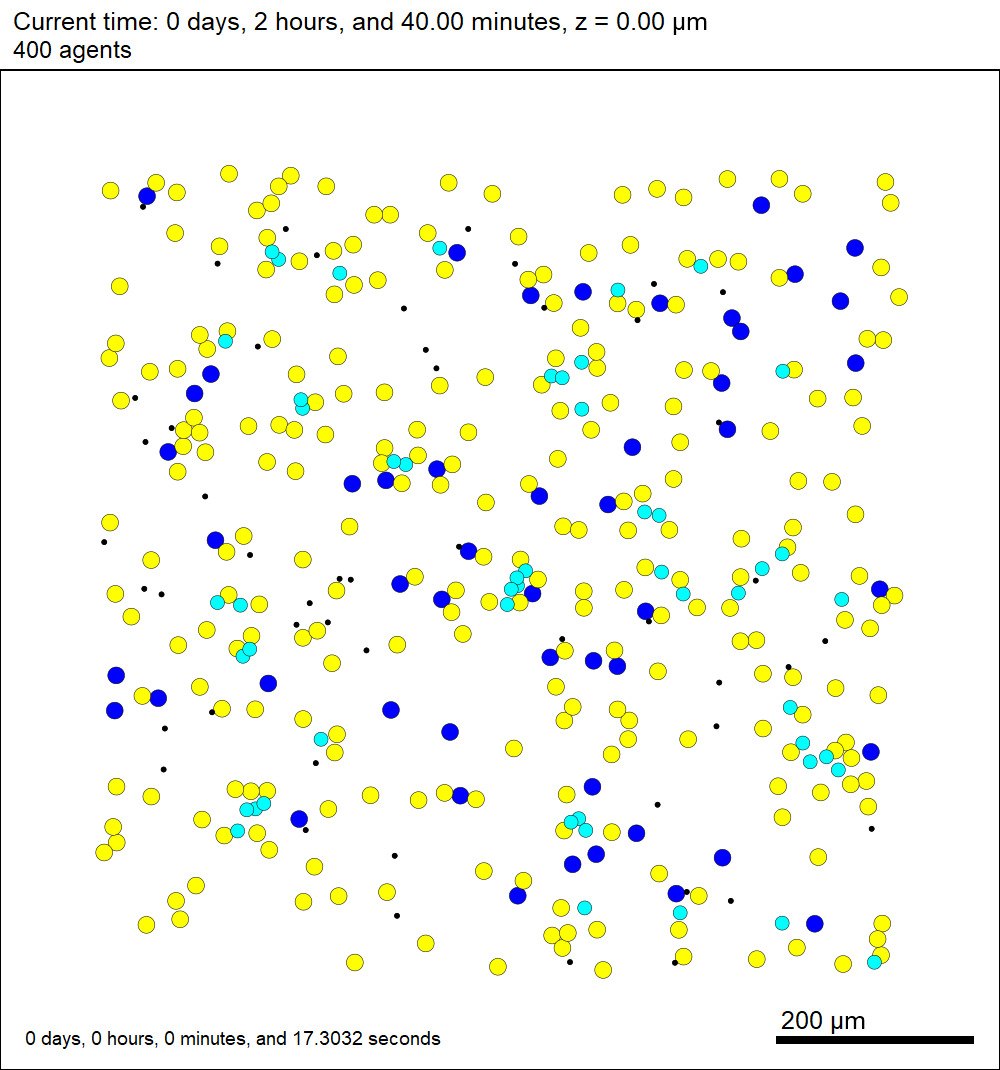 Current time: 0 days, 2 hours, and 40.00 minutes, z = 0.00 µm
400 agents
200 µm
0 days, 0 hours, 0 minutes, and 17.3032 seconds